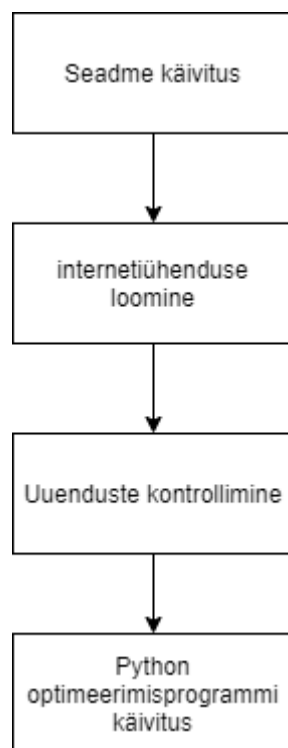 Seadme käivitus
internetiühenduse
loomine
Uuenduste kontrollimine
Python
optimeerimisprogrammi
käivitus